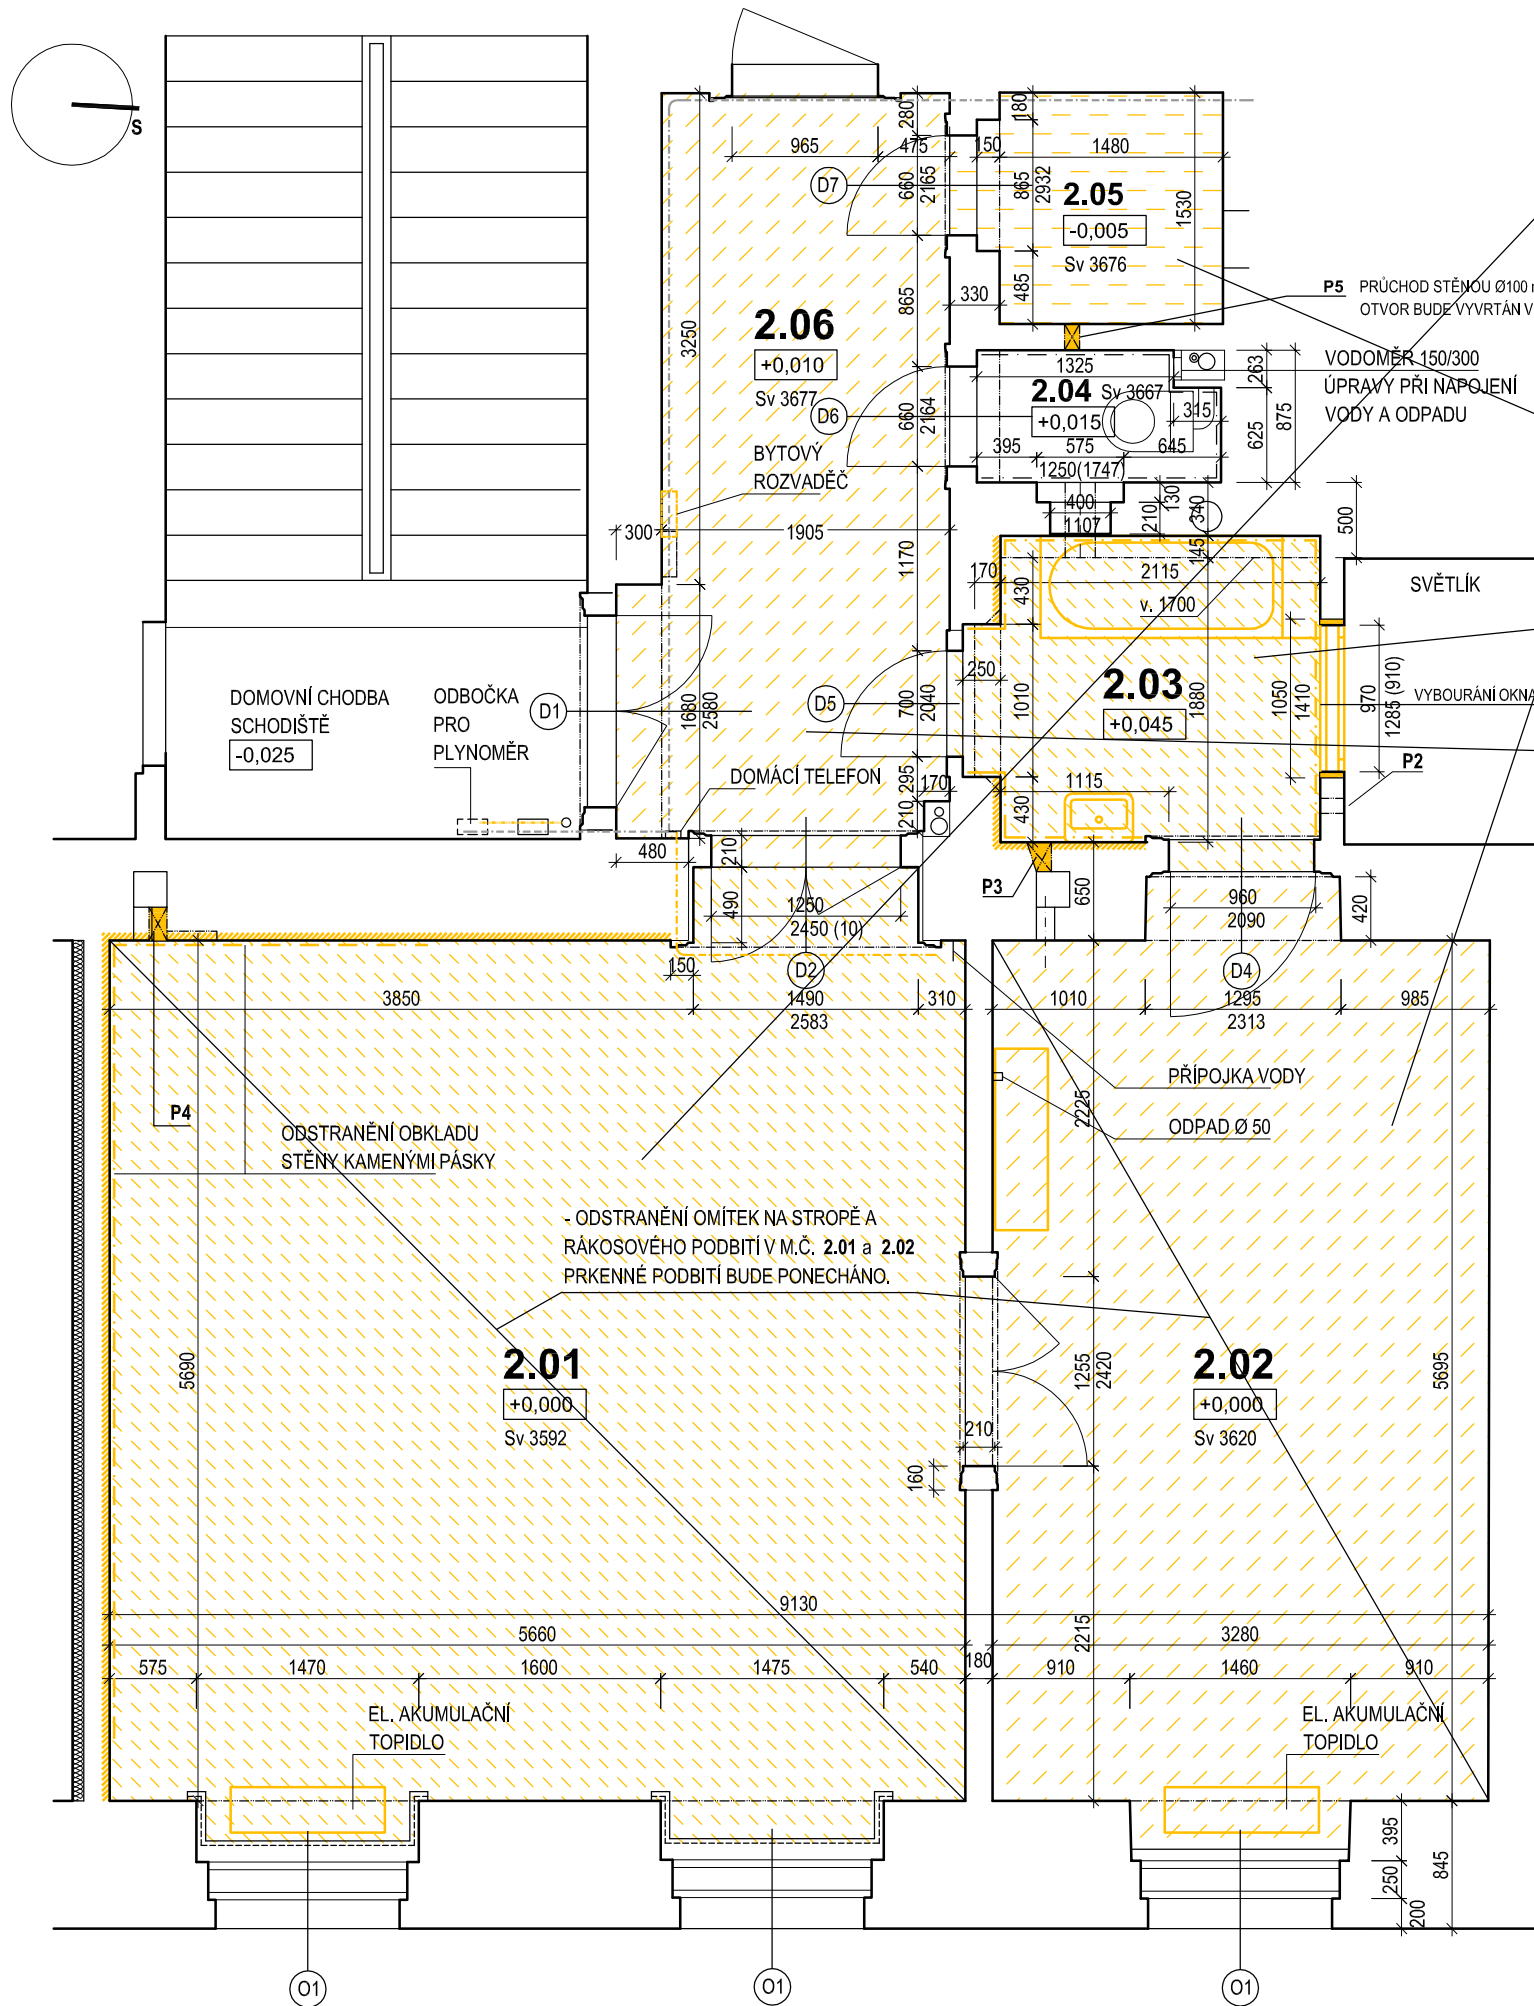 S
280
180
965
475
150
1480
D7
660
2165
865
2932
2.05
-0,005
Sv 3676
1530
485
330
865
P5 PRŮCHOD STĚNOU Ø100
OTVOR BUDE VYVRTÁN V
3250
2.06
+0,010
Sv 3677
1325
2.04 Sv 3667
+0,015
D6
660
2164
315
263
625
875
VODOMĚR 150/300
ÚPRAVY PŘI NAPOJENÍ
VODY A ODPADU
395
575
645
1250(1747)
BYTOVÝ
ROZVADĚČ
130
340
210
400
1107
145
500
300
1905
1170
170
430
2115
v. 1700
SVĚTLÍK
250
2.03
+0,045
1010
1880
1050
1410
970
1285 (910)
VYBOURÁNÍ OKNA
P2
DOMOVNÍ CHODBA
SCHODIŠTĚ
-0,025
ODBOČKA
PRO
PLYNOMĚR
D1
1680
2580
D5
700
2040
295
DOMÁCÍ TELEFON
170
210
1115
430
480
210
490
1250
2450 (10)
P3
650
960
2090
420
150
D2
D4
3850
1490
2583
310
1010
1295
2313
985
P4
ODSTRANĚNÍ OBKLADU
STĚNY KAMENÝMI PÁSKY
PŘÍPOJKA VODY
ODPAD Ø 50
2225
- ODSTRANĚNÍ OMÍTEK NA STROPĚ A
RÁKOSOVÉHO PODBITÍ V M.Č. 2.01 a 2.02
PRKENNÉ PODBITÍ BUDE PONECHÁNO.
5690
2.01
+0,000
Sv 3592
1255
2420
210
160
2.02
+0,000
Sv 3620
5695
9130
5660
2215
3280
575
1470
1600
1475
540
180
910
1460
910
EL. AKUMULAČNÍ
TOPIDLO
EL. AKUMULAČNÍ
TOPIDLO
395
250
200
845
O1
O1
O1